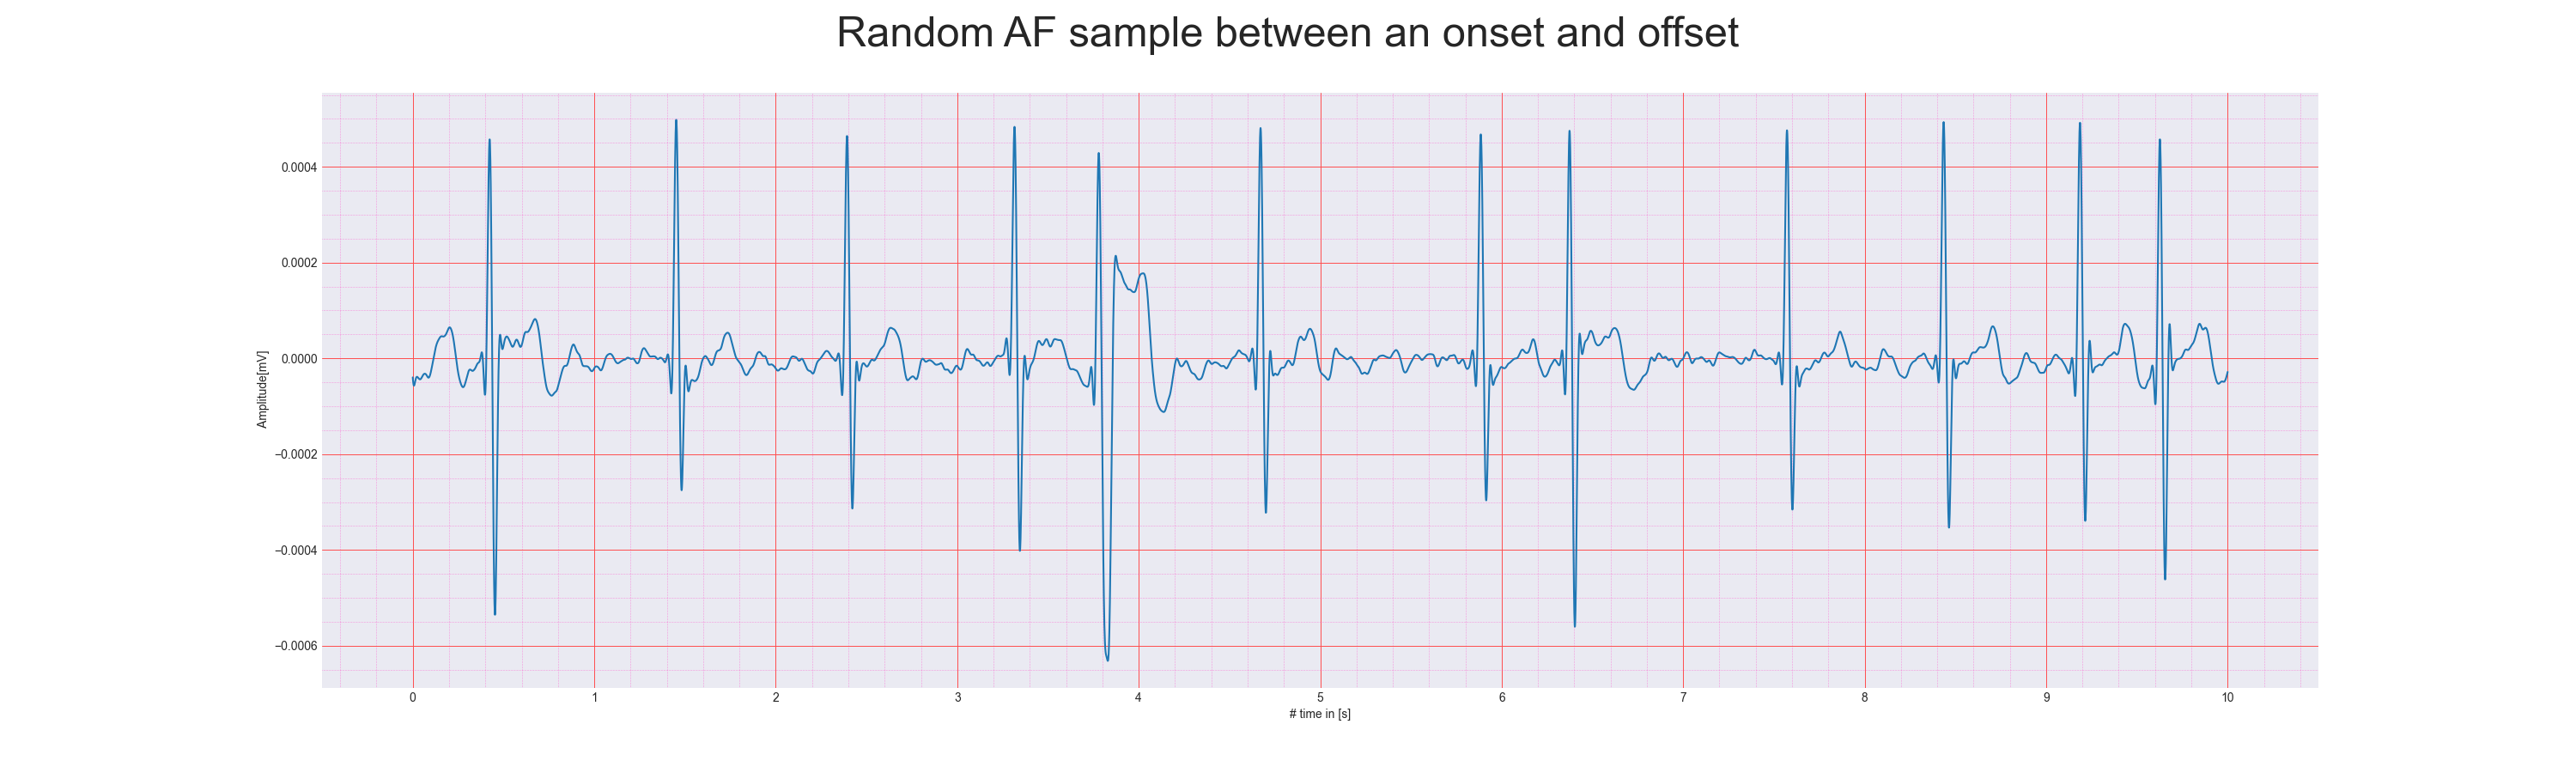 Random AF sample between an onset and offset
0.0004
0.0002
0.0000
−0.0002
−0.0004
−0.0006
Amplitude[mV]
0 1 2 3 4 5 6 7 8 9 10
# time in [s]